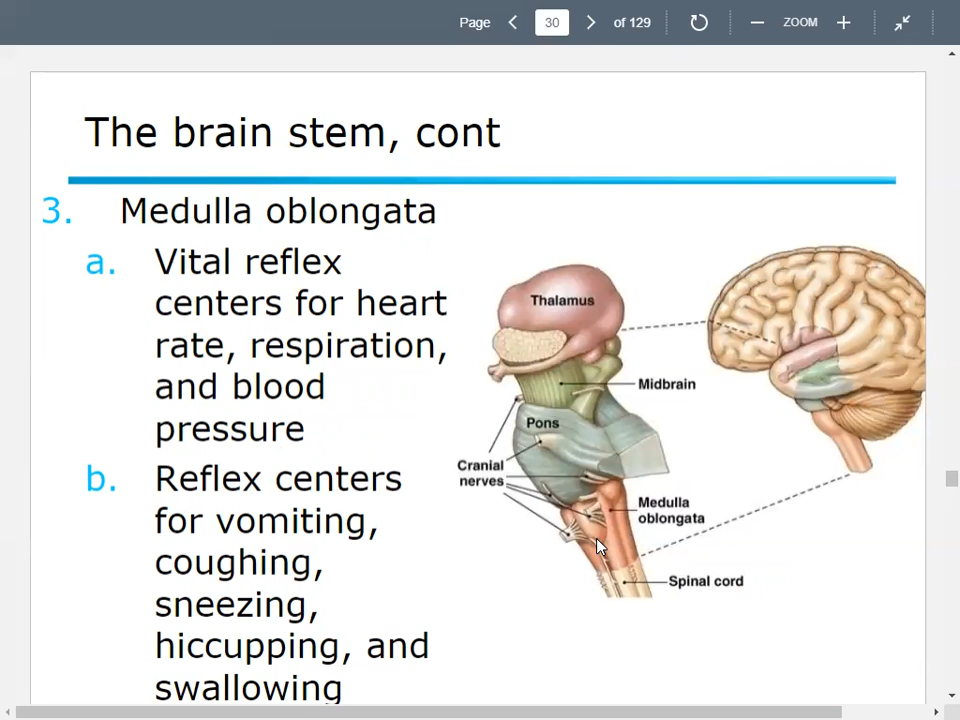 Page 30 of 129 ZOOM
The brain stem, cont
3. Medulla oblongata
a. Vital reflex
centers for heart
rate, respiration,
and blood
pressure
b. Reflex centers
for vomiting,
coughing,
sneezing,
hiccupping, and
swallowing
Thalamus
Midbrain
Pons
Cranial
nerves
Medulla
oblongata
Spinal cord